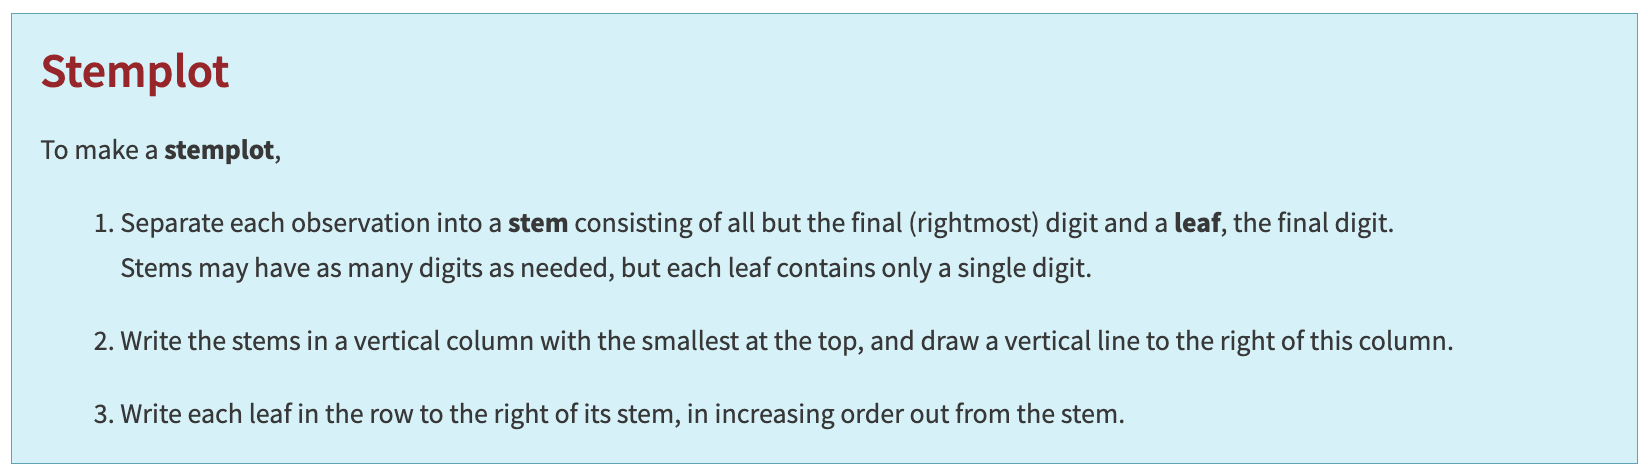 Stemplot
To make a stemplot,
1. Separate each observation into a stem consisting of all but the final (rightmost) digit and a leaf, the final digit.
Stems may have as many digits as needed, but each leaf contains only a single digit.
2. Write the stems in a vertical column with the smallest at the top, and draw a vertical line to the right of this column.
3. Write each leaf in the row to the right of its stem, in increasing order out from the stem.